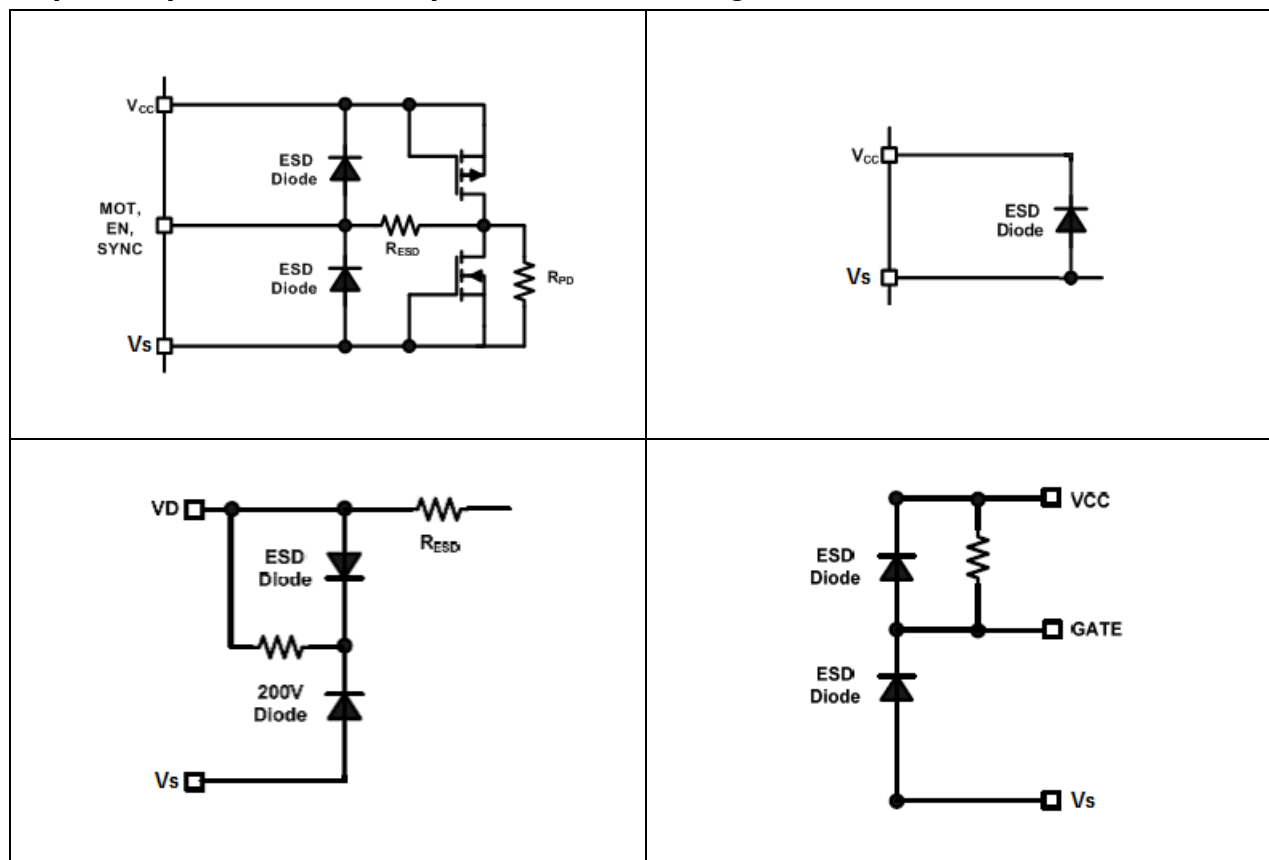 VCC
ESD
Diode
MOT,
EN,
SYNC
RESD
ESD
Diode
RPD
Vs
VCC
ESD
Diode
Vs
VD
RESD
ESD
Diode
200V
Diode
Vs
VCC
ESD
Diode
GATE
ESD
Diode
Vs